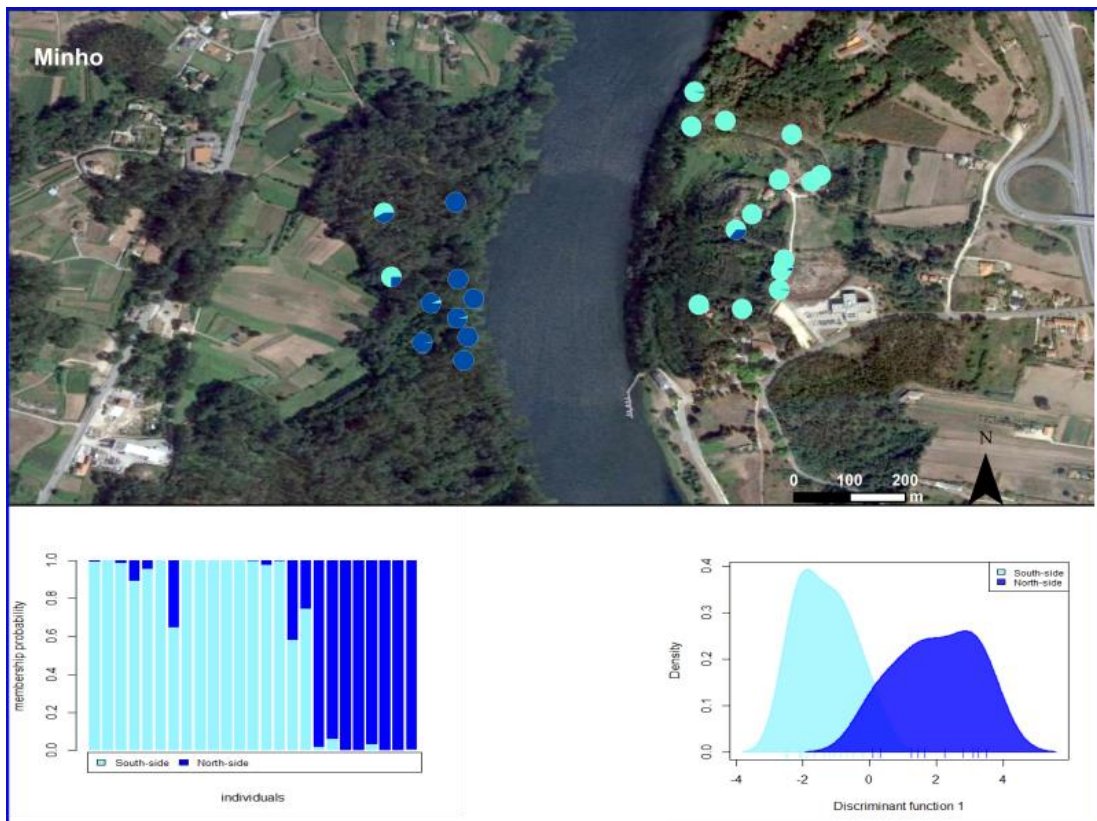 Minho
N
0 100 200
m
1.0
0.8
0.6
0.4
0.2
0.0
membership probability
South-side North-side
individuals
0.4
0.3
0.2
0.1
0.0
Density
South-side
North-side
-4 -2 0 2 4
Discriminant function 1